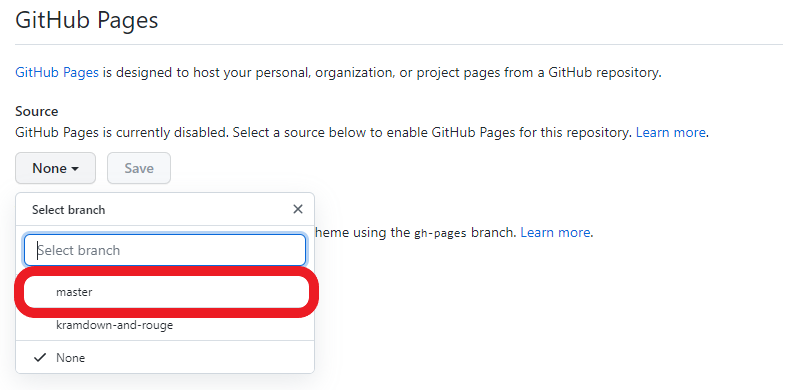 GitHub Pages
GitHub Pages is designed to host your personal, organization, or project pages from a GitHub repository.
Source
GitHub Pages is currently disabled. Select a source below to enable GitHub Pages for this repository. Learn more.
None Save
Select branch
heme using the gh-pages branch. Learn more.
Select branch
master
kramdown-and-rouge
None